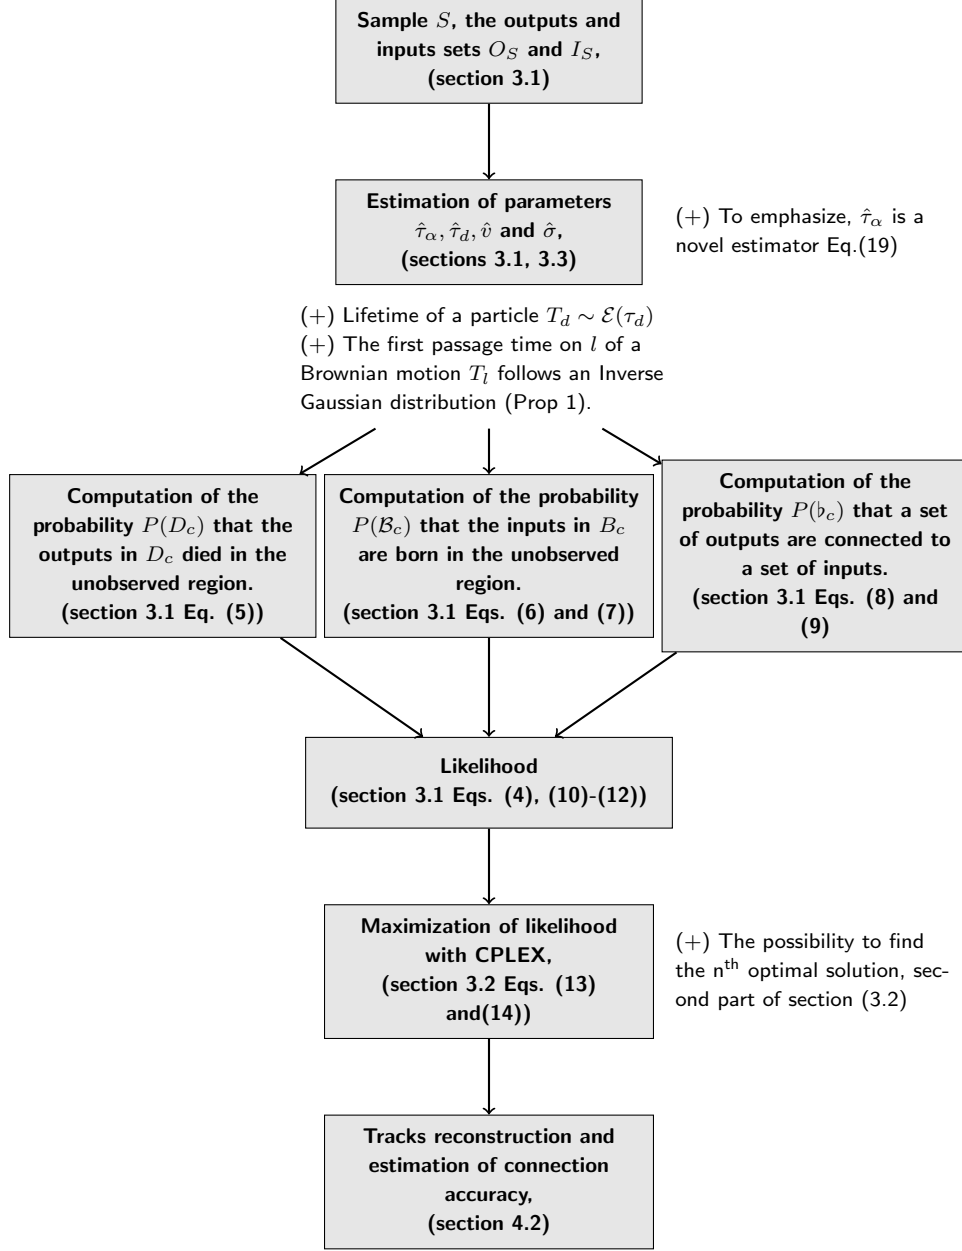 Sample S, the outputs and
inputs sets O_S and I_S,
(section 3.1)
Estimation of parameters
τ̂_α, τ̂_d, v̂ and σ̂,
(sections 3.1, 3.3)
(+) To emphasize, τ̂_α is a
novel estimator Eq.(19)
(+) Lifetime of a particle T_d ∼ ℰ(τ_d)
(+) The first passage time on l of a
Brownian motion T_l follows an Inverse
Gaussian distribution (Prop 1).
Computation of the
probability P(D_c) that the
outputs in D_c died in the
unobserved region.
(section 3.1 Eq. (5))
Computation of the probability
P(ℬ_c) that the inputs in B_c
are born in the unobserved
region.
(section 3.1 Eqs. (6) and (7))
Computation of the
probability P(♭_c) that a set
of outputs are connected to
a set of inputs.
(section 3.1 Eqs. (8) and
(9)
Likelihood
(section 3.1 Eqs. (4), (10)-(12))
Maximization of likelihood
with CPLEX,
(section 3.2 Eqs. (13)
and(14))
(+) The possibility to find
the n^th optimal solution, sec-
ond part of section (3.2)
Tracks reconstruction and
estimation of connection
accuracy,
(section 4.2)